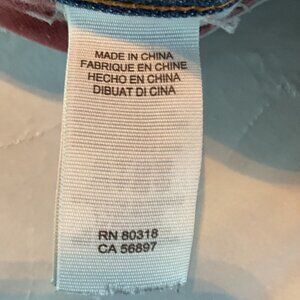 MADE IN CHINA
FABRIQUE EN CHINE
HECHO EN CHINA
DIBUAT DI CINA
RN 80318
CA 56897